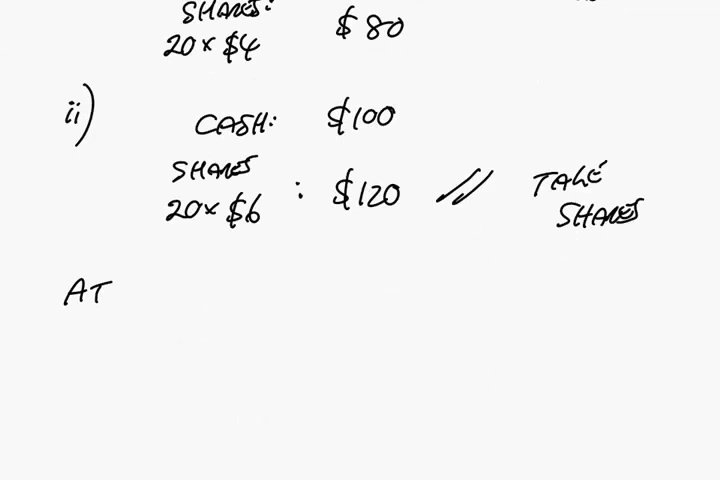 SHARES:
20 x $4 $80
ii)
CASH: $100
SHARES
20 x $6 : $120 // TAKE
SHARES
AT